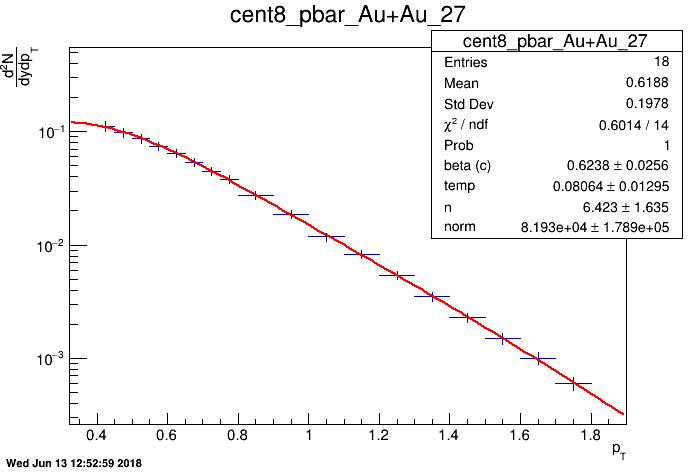 cent8_pbar_Au+Au_27
d²N
dydp_T
cent8_pbar_Au+Au_27
Entries 18
Mean 0.6188
Std Dev 0.1978
χ² / ndf 0.6014 / 14
Prob 1
beta (c) 0.6238 ± 0.0256
temp 0.08064 ± 0.01295
n 6.423 ± 1.635
norm 8.193e+04 ± 1.789e+05
10⁻¹
10⁻²
10⁻³
0.4 0.6 0.8 1 1.2 1.4 1.6 1.8
p_T
Wed Jun 13 12:52:59 2018